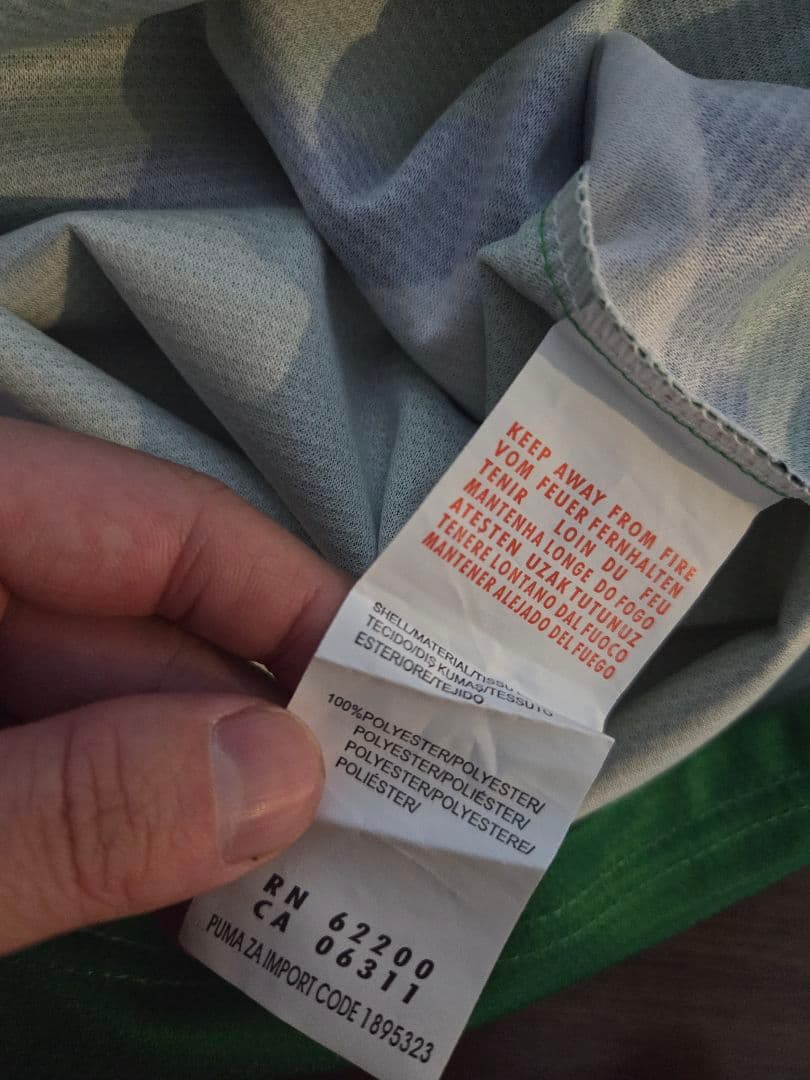 KEEP AWAY FROM FIRE
VOM FEUER FERNHALTEN
TENIR LOIN DU FEU
MANTENHA LONGE DO FOGO
ATEŞTEN UZAK TUTUNUZ
TENERE LONTANO DAL FUOCO
MANTENER ALEJADO DEL FUEGO
SHELL/MATERIAL/TISSU
TECIDO/DIŞ KUMAŞ/TESSUTO
ESTERIORE/TEJIDO
100%POLYESTER/POLYESTER/
POLYESTER/POLIÉSTER/
POLYESTER/POLYESTERE/
POLIÉSTER/
RN 62200
CA 06311
PUMA ZA IMPORT CODE 1895323